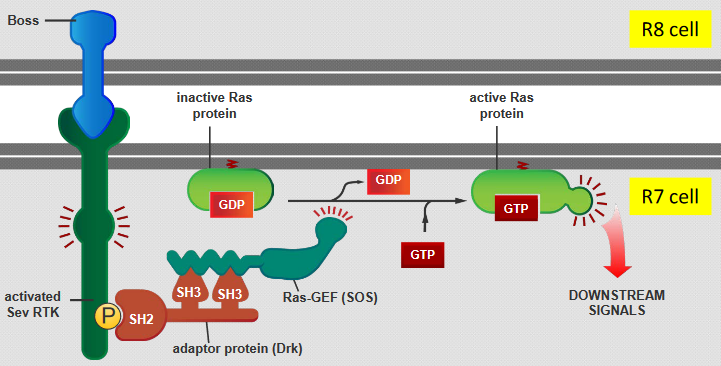 Boss
R8 cell
inactive Ras
protein
active Ras
protein
GDP
GDP
GTP
GTP
R7 cell
SH3
SH3
Ras-GEF (SOS)
activated
Sev RTK
P
SH2
adaptor protein (Drk)
DOWNSTREAM
SIGNALS